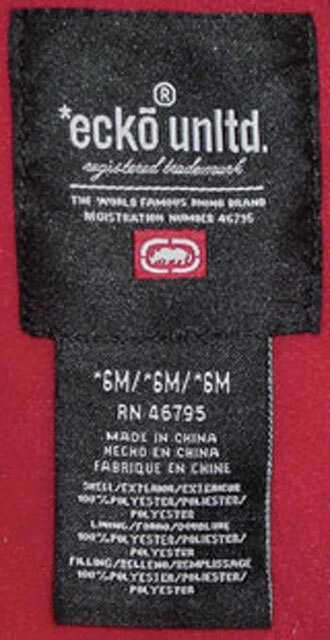 ®
*eckō unltd.
registered trademark
THE WORLD FAMOUS RHINO BRAND
REGISTRATION NUMBER 46795
*6M/*6M/*6M
RN 46795
MADE IN CHINA
HECHO EN CHINA
FABRIQUE EN CHINE
SHELL/EXTERIOR/EXTERIEUR
100%POLYESTER/POLIESTER/
POLYESTER
LINING/FORRO/DOUBLURE
100%POLYESTER/POLIESTER/
POLYESTER
FILLING/RELLENO/REMPLISSAGE
100%POLYESTER/POLIESTER/
POLYESTER